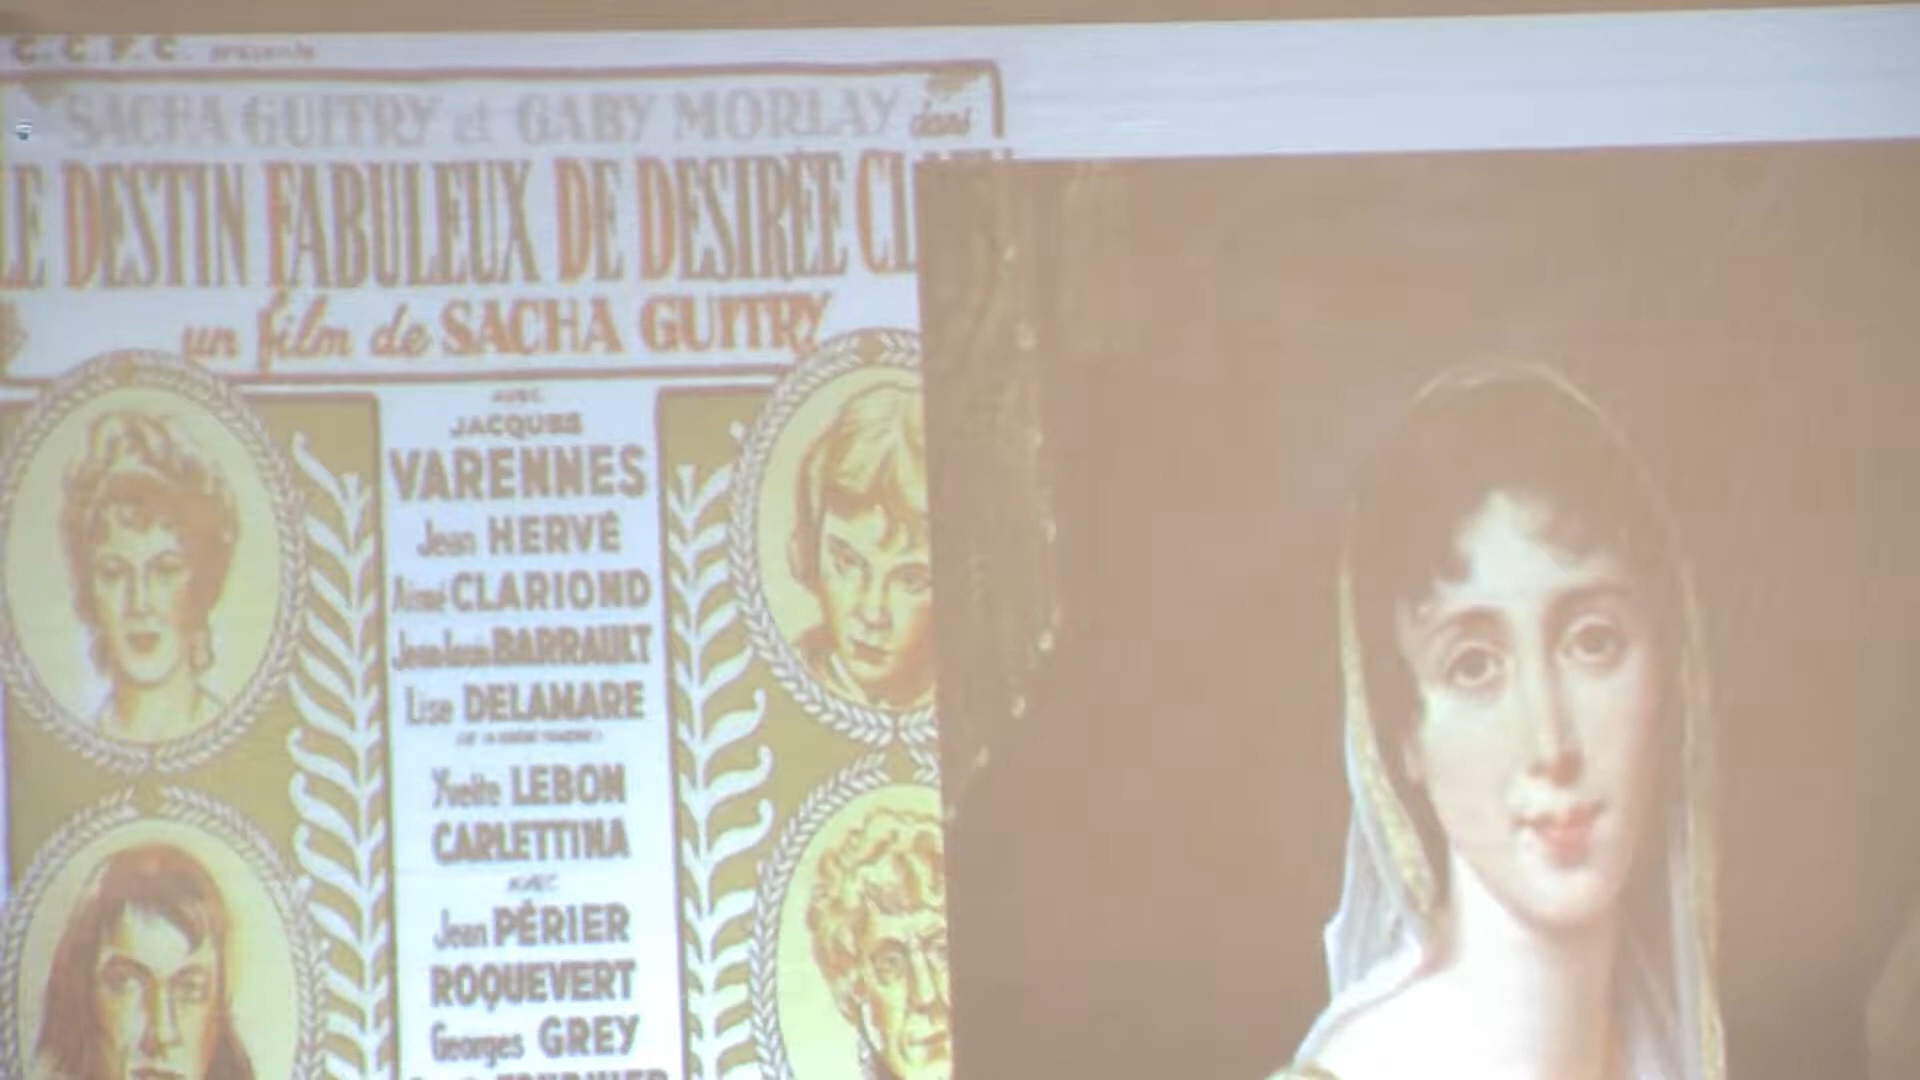 C.C.F.C. présente
SACHA GUITRY et GABY MORLAY dans
LE DESTIN FABULEUX DE DESIRÉE CL
un film de SACHA GUITRY
AVEC
JACQUES
VARENNES
Jean HERVÉ
Aimé CLARIOND
Jean-Louis BARRAULT
Lise DELAMARE
Yvette LEBON
CARLETTINA
AVEC
Jean PÉRIER
ROQUEVERT
Georges GREY